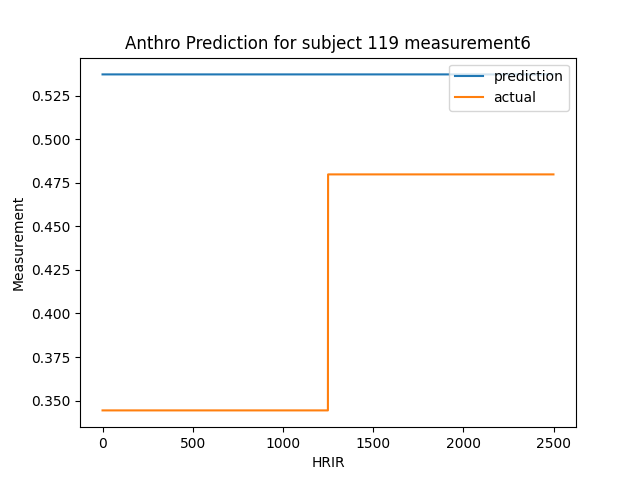 Anthro Prediction for subject 119 measurement6
prediction
actual
0.525
0.500
0.475
0.450
0.425
0.400
0.375
0.350
Measurement
0
500
1000
1500
2000
2500
HRIR